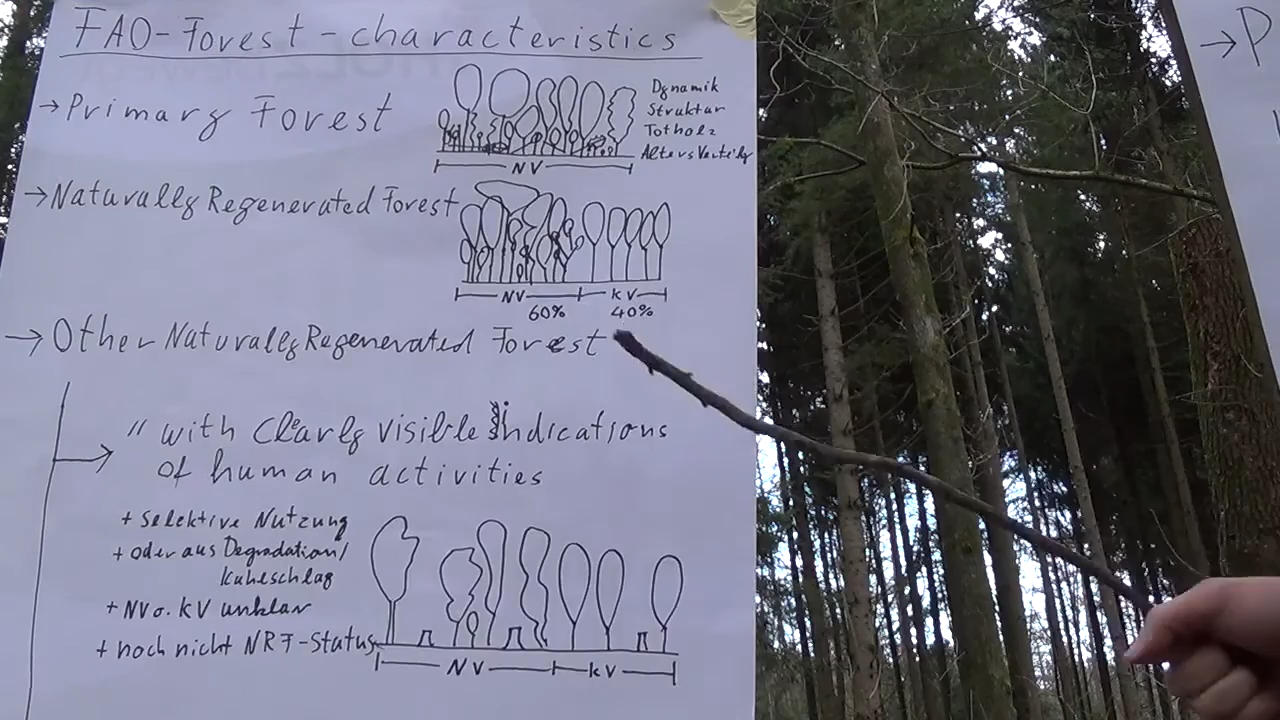 FAO-Forest-characteristics
→Primary Forest
Dynamik
Struktur
Totholz
Alters Verteilg
NV
→Naturally Regenerated Forest
NV kV
60% 40%
→Other Naturally Regenerated Forest
" with Clearly visible indications
of human activities
+ Selektive Nutzung
+ oder aus Degradation/
Kahlschlag
+ NV o. kV unklar
+ noch nicht NRF-Status
NV kV
→P